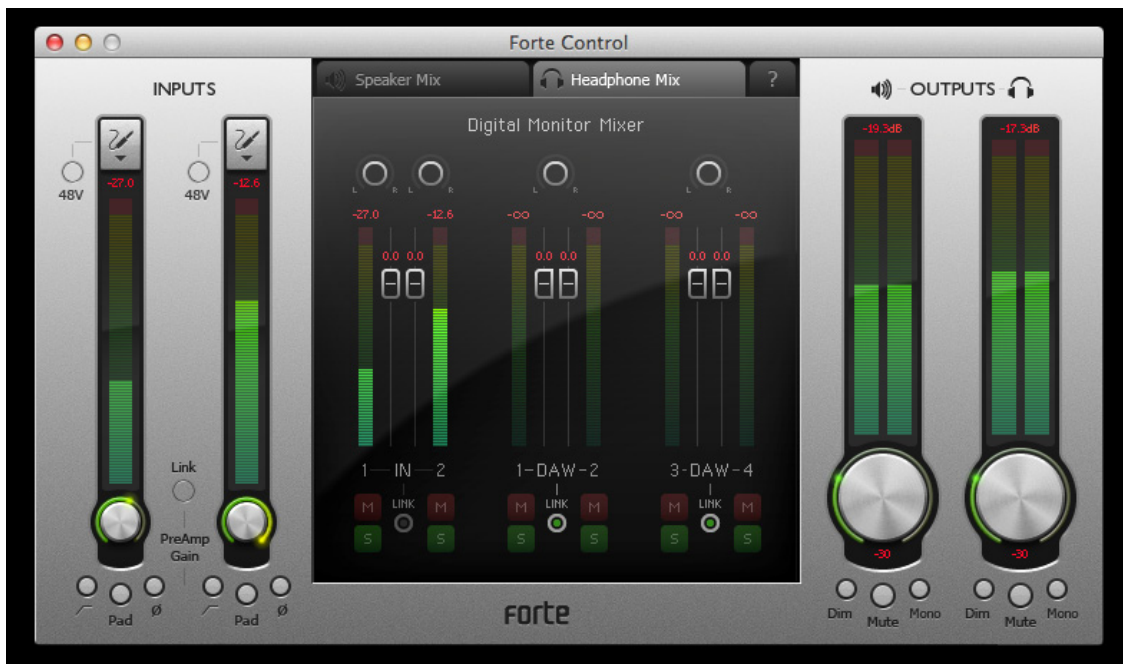 Forte Control
INPUTS
48V
-27.0
48V
-12.6
Link
PreAmp
Gain
Pad
ø
Pad
ø
Speaker Mix
Headphone Mix
?
Digital Monitor Mixer
L R L R
L R
L R
-27.0 -12.6
-∞ -∞
-∞ -∞
0.0 0.0
0.0 0.0
0.0 0.0
1 — IN — 2
1-DAW-2
3-DAW-4
M LINK M
M LINK M
M LINK M
S S
S S
S S
Forte
OUTPUTS
-19.3dB
-17.3dB
-30
-30
Dim
Mute
Mono
Dim
Mute
Mono